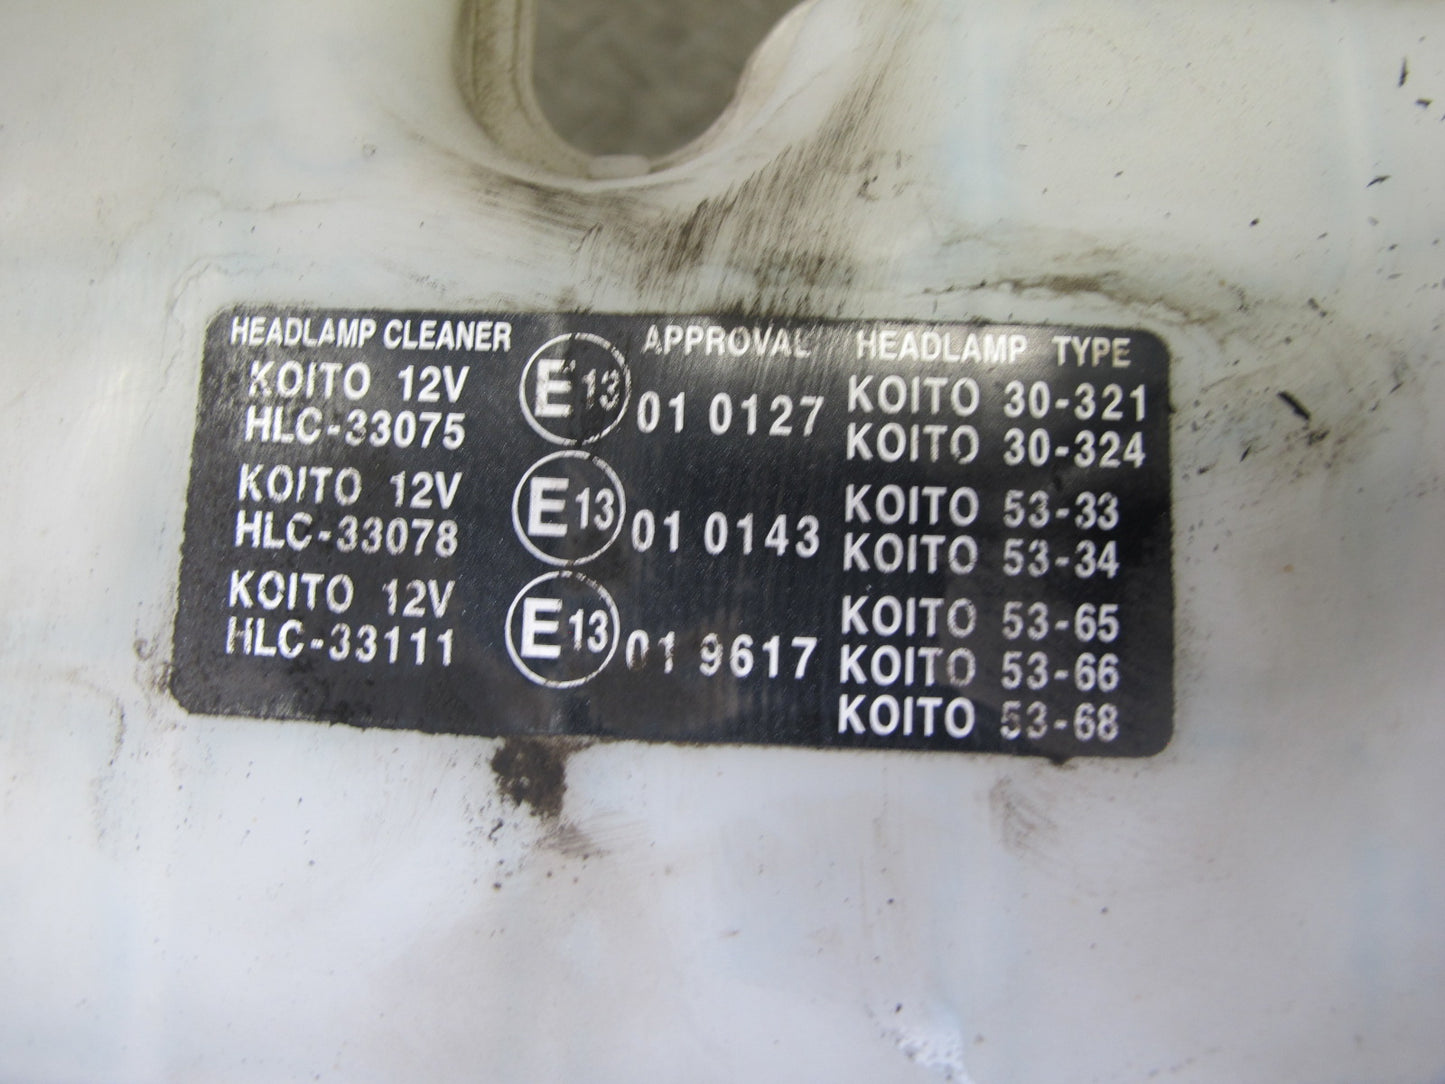 HEADLAMP CLEANER APPROVAL HEADLAMP TYPE
KOITO 12V
HLC-33075
E13 01 0127
KOITO 30-321
KOITO 30-324
KOITO 12V
HLC-33078
E13 01 0143
KOITO 53-33
KOITO 53-34
KOITO 12V
HLC-33111
E13 01 9617
KOITO 53-65
KOITO 53-66
KOITO 53-68